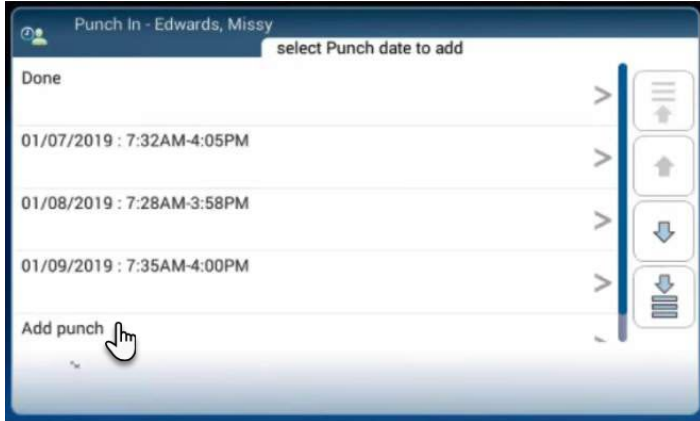 Punch In - Edwards, Missy
select Punch date to add
Done
01/07/2019 : 7:32AM-4:05PM
01/08/2019 : 7:28AM-3:58PM
01/09/2019 : 7:35AM-4:00PM
Add punch